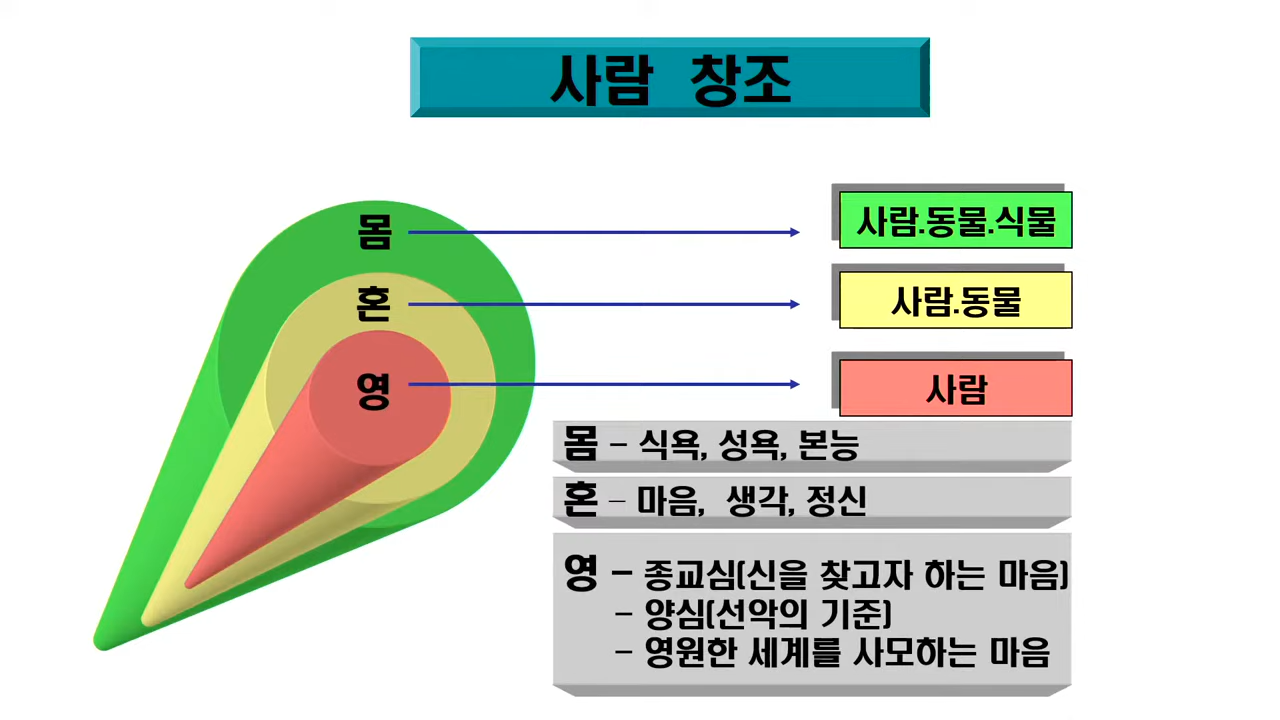 사람 창조
몸
사람.동물.식물
혼
사람.동물
영
사람
몸 – 식욕, 성욕, 본능
혼 – 마음, 생각, 정신
영 – 종교심(신을 찾고자 하는 마음)
– 양심(선악의 기준)
– 영원한 세계를 사모하는 마음